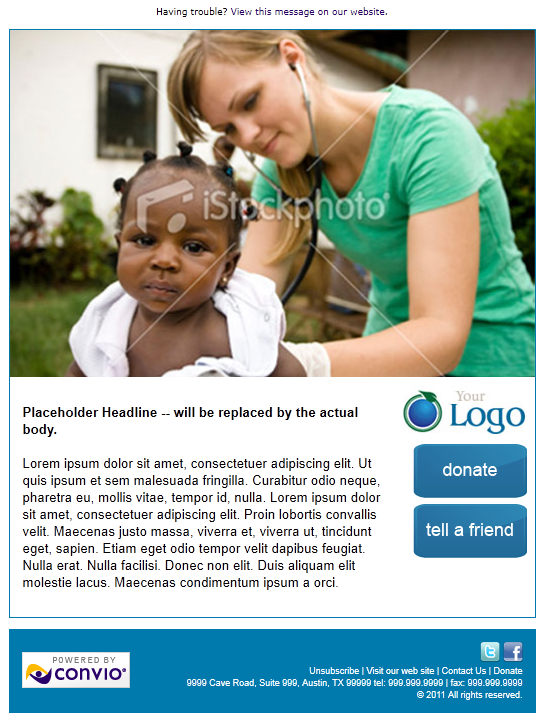 Having trouble? View this message on our website.
iStockphoto
Placeholder Headline -- will be replaced by the actual
body.
Lorem ipsum dolor sit amet, consectetuer adipiscing elit. Ut
quis ipsum et sem malesuada fringilla. Curabitur odio neque,
pharetra eu, mollis vitae, tempor id, nulla. Lorem ipsum dolor
sit amet, consectetuer adipiscing elit. Proin lobortis convallis
velit. Maecenas justo massa, viverra et, viverra ut, tincidunt
eget, sapien. Etiam eget odio tempor velit dapibus feugiat.
Nulla erat. Nulla facilisi. Donec non elit. Duis aliquam elit
molestie lacus. Maecenas condimentum ipsum a orci.
Your
Logo
donate
tell a friend
POWERED BY
convio
Unsubscribe | Visit our web site | Contact Us | Donate
9999 Cave Road, Suite 999, Austin, TX 99999 tel: 999.999.9999 | fax: 999.999.9999
© 2011 All rights reserved.